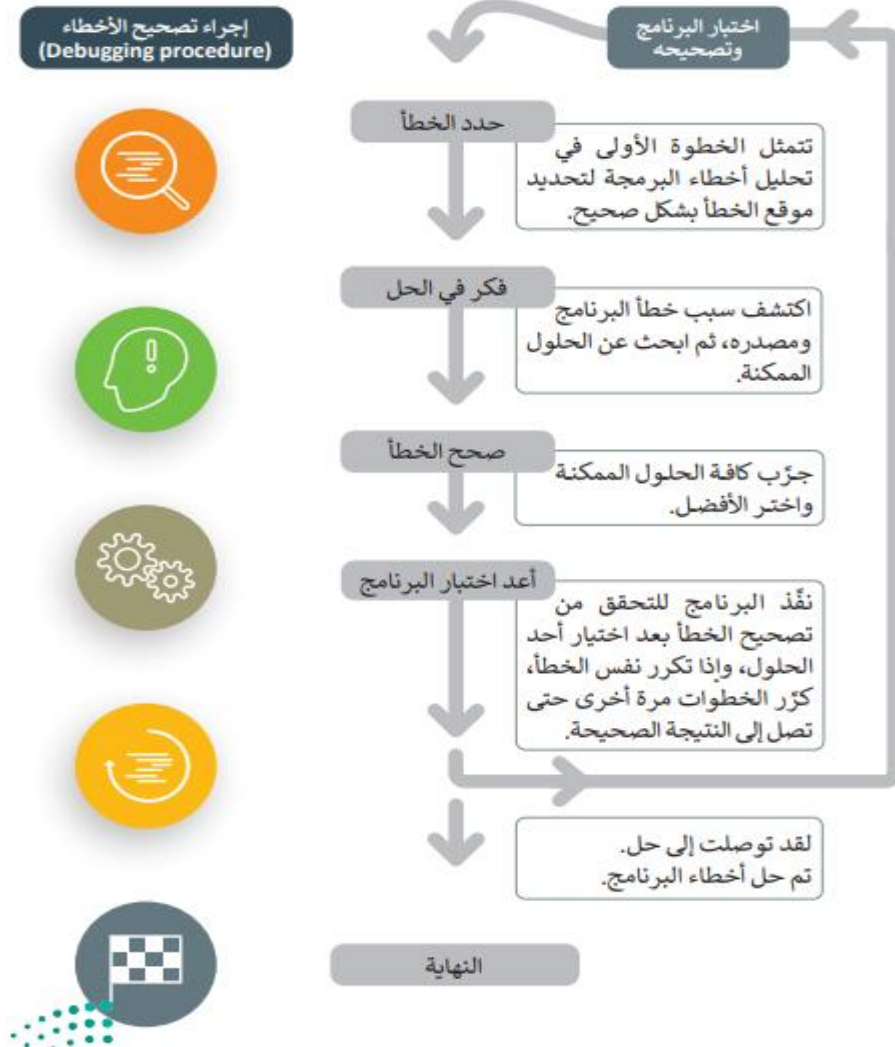 إجراء تصحيح الأخطاء
(Debugging procedure)
اختبار البرنامج
وتصحيحه
حدد الخطأ
تتمثل الخطوة الأولى في
تحليل أخطاء البرمجة لتحديد
موقع الخطأ بشكل صحيح.
فكر في الحل
اكتشف سبب خطأ البرنامج
ومصدره، ثم ابحث عن الحلول
الممكنة.
صحح الخطأ
جرّب كافة الحلول الممكنة
واختر الأفضل.
أعد اختبار البرنامج
نفّذ البرنامج للتحقق من
تصحيح الخطأ بعد اختيار أحد
الحلول، وإذا تكرر نفس الخطأ،
كرّر الخطوات مرة أخرى حتى
تصل إلى النتيجة الصحيحة.
لقد توصلت إلى حل.
تم حل أخطاء البرنامج.
النهاية